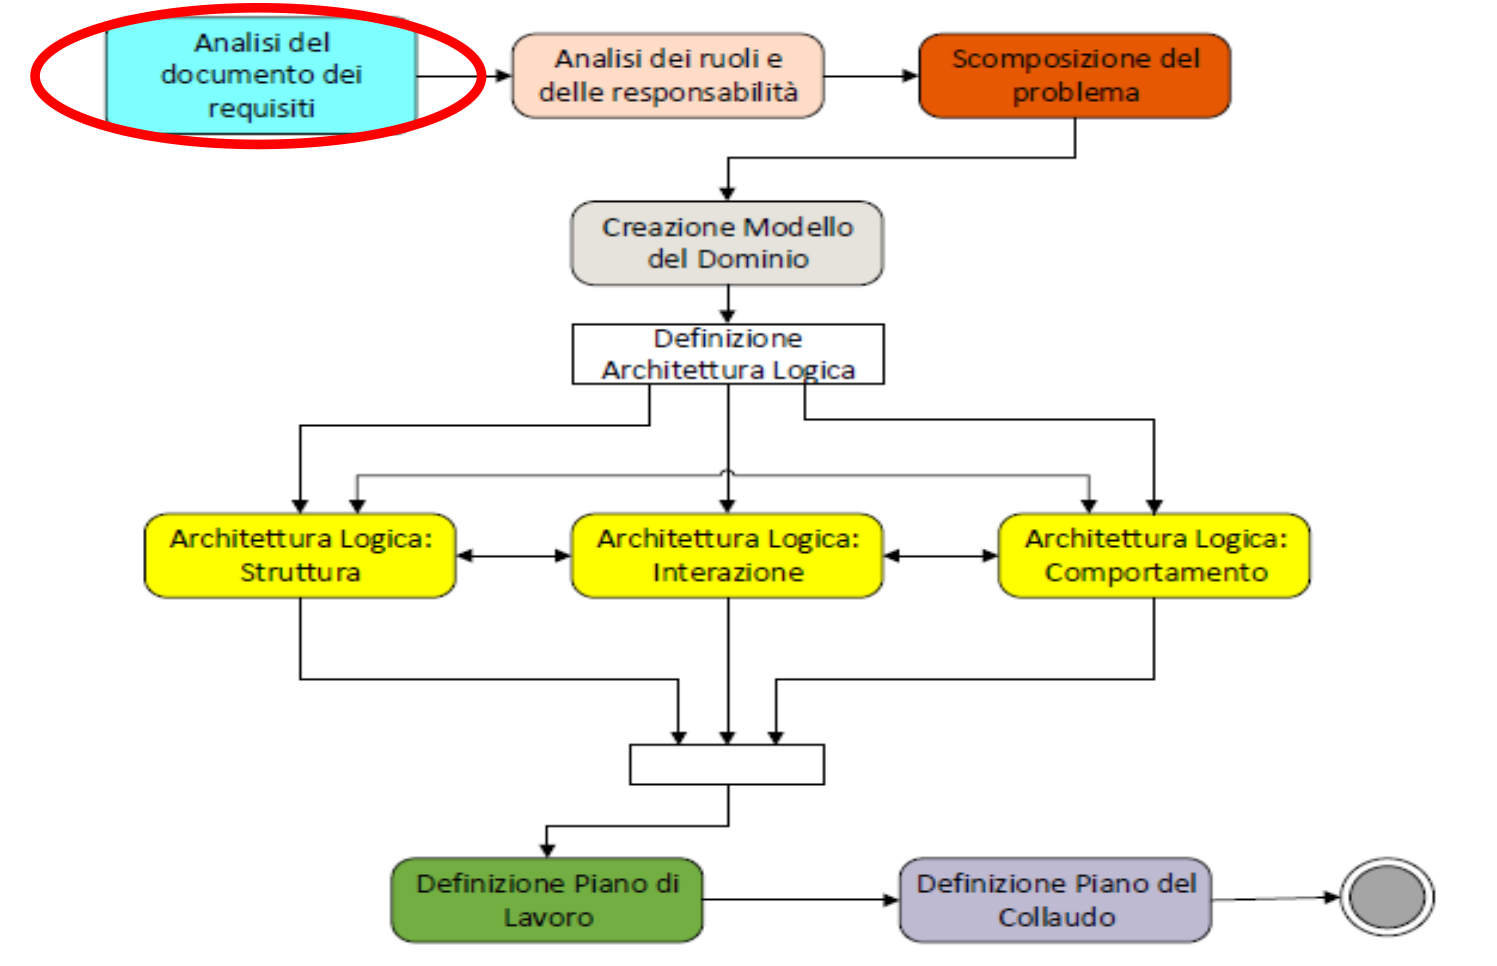 Analisi del
documento dei
requisiti
Analisi dei ruoli e
delle responsabilità
Scomposizione del
problema
Creazione Modello
del Dominio
Definizione
Architettura Logica
Architettura Logica:
Struttura
Architettura Logica:
Interazione
Architettura Logica:
Comportamento
Definizione Piano di
Lavoro
Definizione Piano del
Collaudo